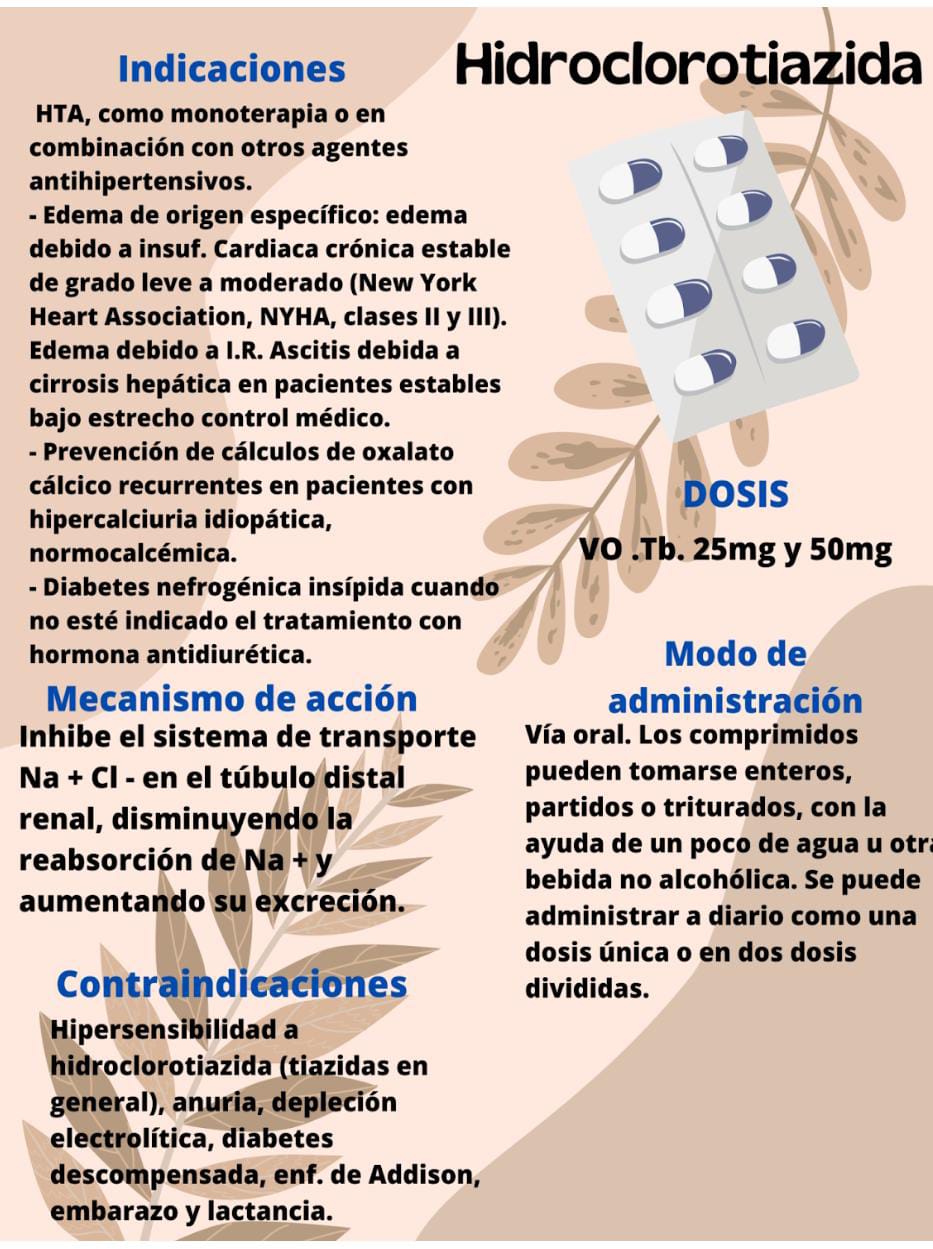 Hidroclorotiazida
Indicaciones
HTA, como monoterapia o en
combinación con otros agentes
antihipertensivos.
- Edema de origen específico: edema
debido a insuf. Cardiaca crónica estable
de grado leve a moderado (New York
Heart Association, NYHA, clases II y III).
Edema debido a I.R. Ascitis debida a
cirrosis hepática en pacientes estables
bajo estrecho control médico.
- Prevención de cálculos de oxalato
cálcico recurrentes en pacientes con
hipercalciuria idiopática,
normocalcémica.
- Diabetes nefrogénica insípida cuando
no esté indicado el tratamiento con
hormona antidiurética.
Mecanismo de acción
Inhibe el sistema de transporte
Na + Cl - en el túbulo distal
renal, disminuyendo la
reabsorción de Na + y
aumentando su excreción.
Contraindicaciones
Hipersensibilidad a
hidroclorotiazida (tiazidas en
general), anuria, depleción
electrolítica, diabetes
descompensada, enf. de Addison,
embarazo y lactancia.
DOSIS
VO .Tb. 25mg y 50mg
Modo de
administración
Vía oral. Los comprimidos
pueden tomarse enteros,
partidos o triturados, con la
ayuda de un poco de agua u otra
bebida no alcohólica. Se puede
administrar a diario como una
dosis única o en dos dosis
divididas.